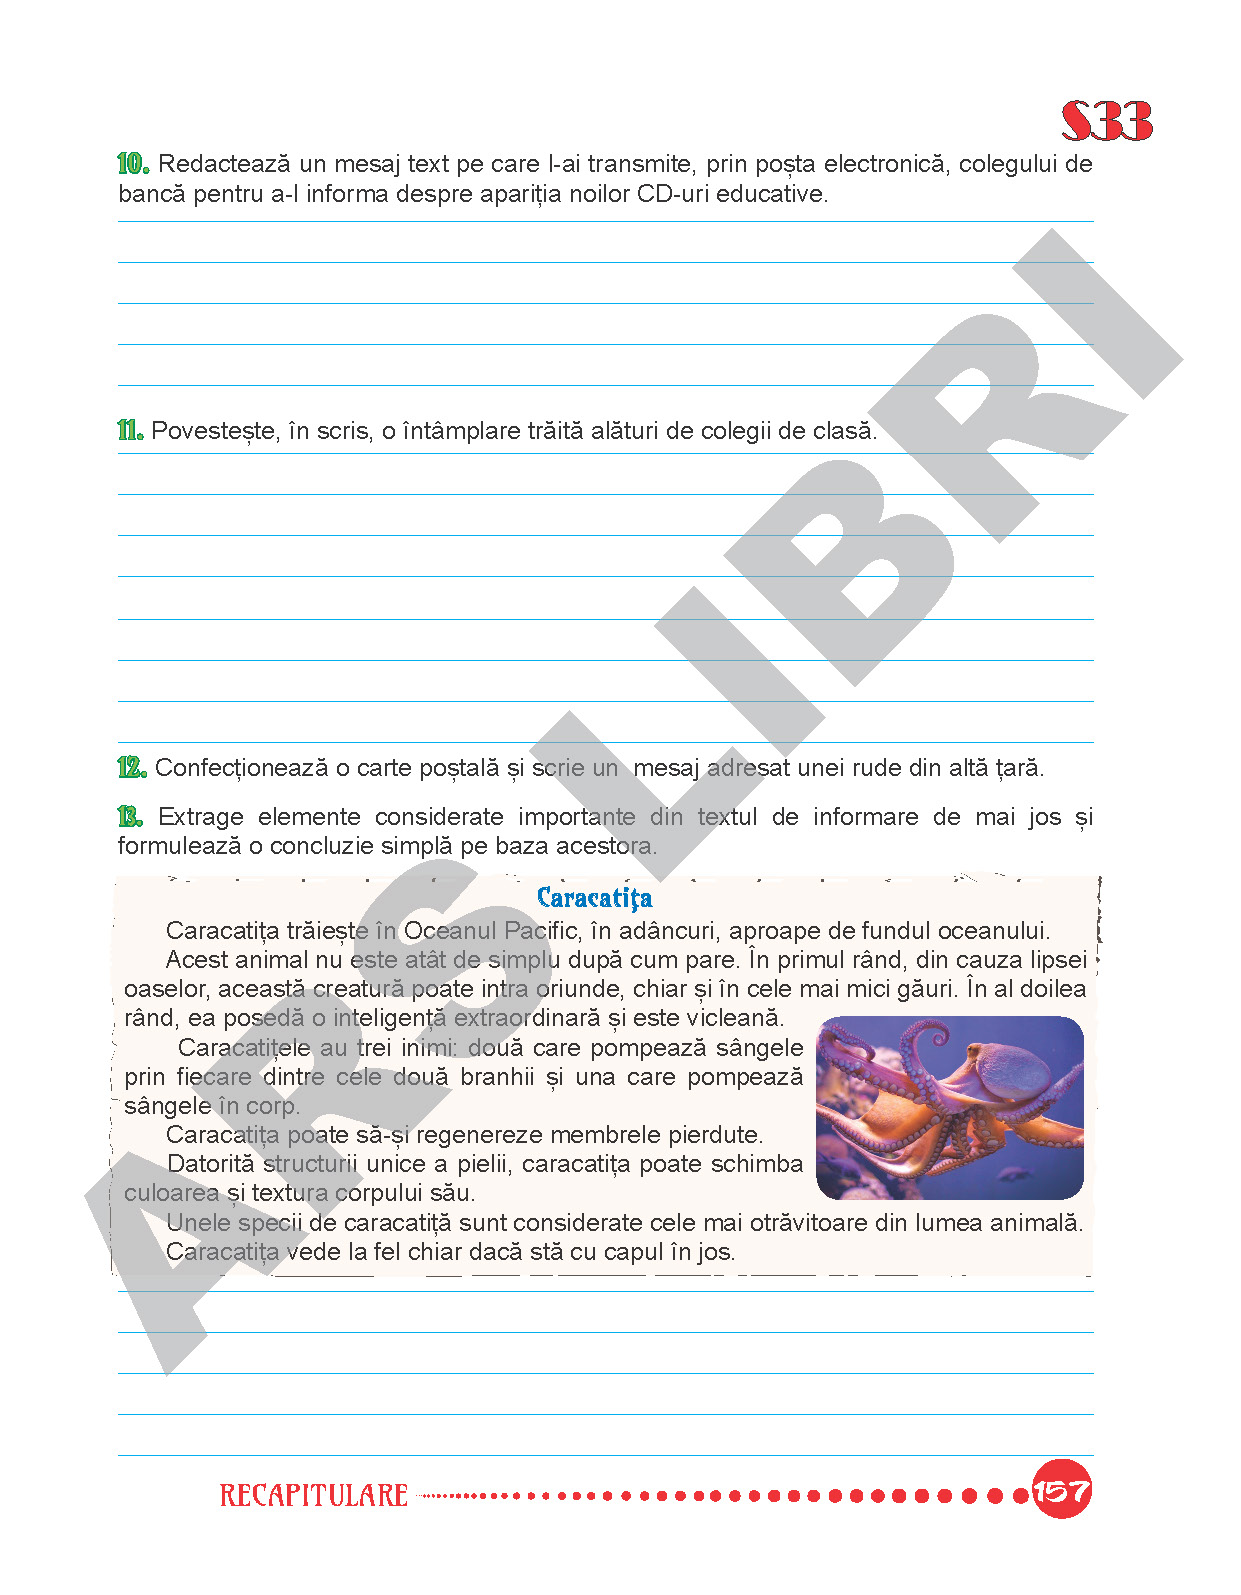 S33
10. Redactează un mesaj text pe care l-ai transmite, prin poșta electronică, colegului de
bancă pentru a-l informa despre apariția noilor CD-uri educative.
11. Povestește, în scris, o întâmplare trăită alături de colegii de clasă.
12. Confecționează o carte poștală și scrie un mesaj adresat unei rude din altă țară.
13. Extrage elemente considerate importante din textul de informare de mai jos și
formulează o concluzie simplă pe baza acestora.
Caracatița
Caracatița trăiește în Oceanul Pacific, în adâncuri, aproape de fundul oceanului.
Acest animal nu este atât de simplu după cum pare. În primul rând, din cauza lipsei
oaselor, această creatură poate intra oriunde, chiar și în cele mai mici găuri. În al doilea
rând, ea posedă o inteligență extraordinară și este vicleană.
Caracatițele au trei inimi: două care pompează sângele
prin fiecare dintre cele două branhii și una care pompează
sângele în corp.
Caracatița poate să-și regenereze membrele pierdute.
Datorită structurii unice a pielii, caracatița poate schimba
culoarea și textura corpului său.
Unele specii de caracatiță sunt considerate cele mai otrăvitoare din lumea animală.
Caracatița vede la fel chiar dacă stă cu capul în jos.
RECAPITULARE 157
ARS LIBRI